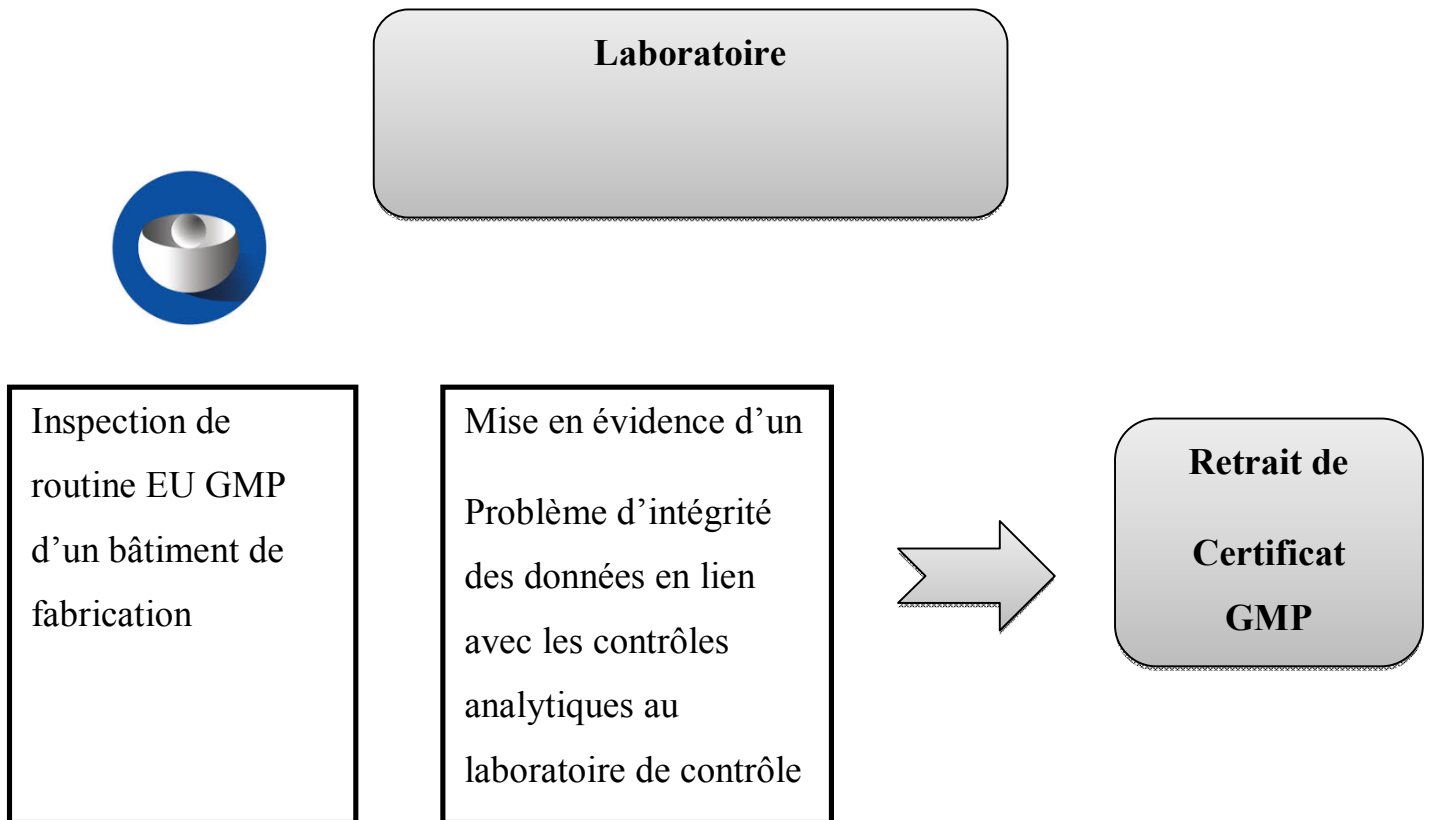 Laboratoire
Inspection de
routine EU GMP
d’un bâtiment de
fabrication
Mise en évidence d’un
Problème d’intégrité
des données en lien
avec les contrôles
analytiques au
laboratoire de contrôle
Retrait de
Certificat
GMP